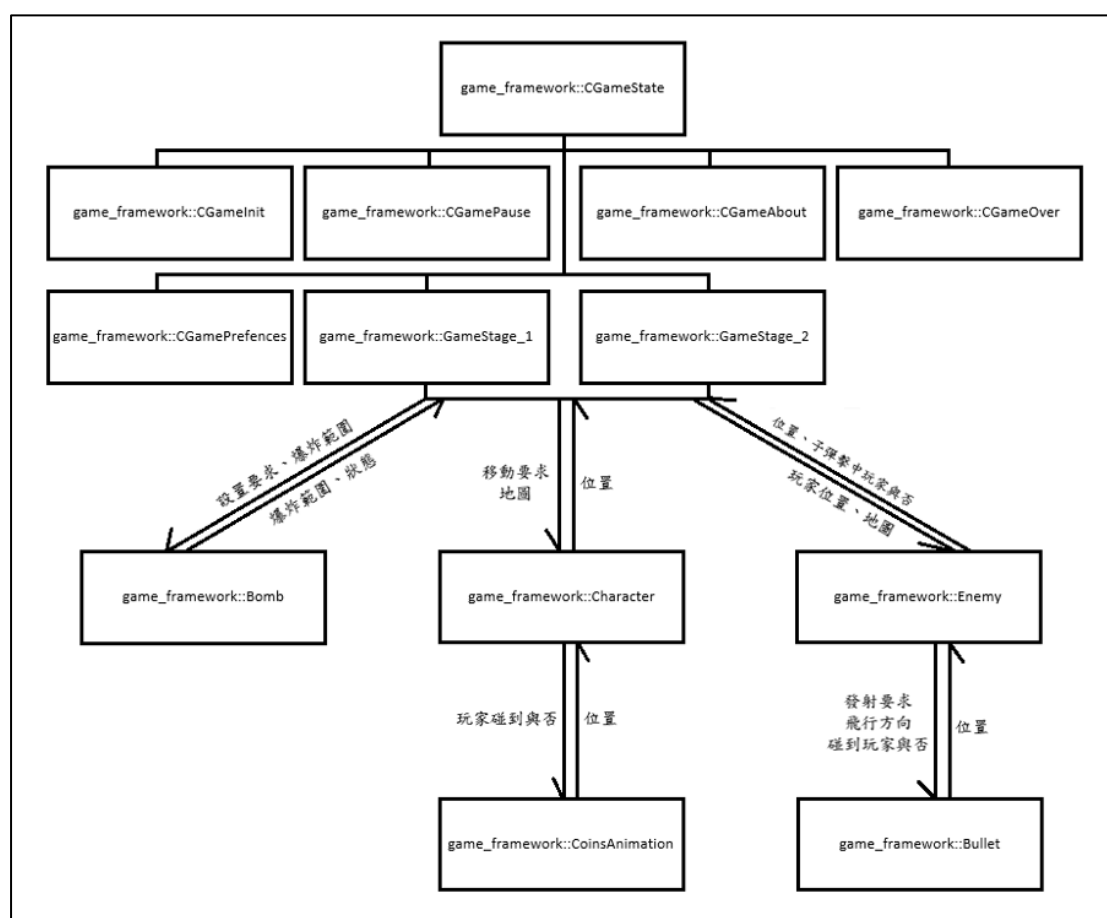 game_framework::CGameState
game_framework::CGameInit
game_framework::CGamePause
game_framework::CGameAbout
game_framework::CGameOver
game_framework::CGamePrefences
game_framework::GameStage_1
game_framework::GameStage_2
設置要求、爆炸範圍
爆炸範圍、狀態
移動要求
地圖
位置
位置、子彈擊中玩家與否
玩家位置、地圖
game_framework::Bomb
game_framework::Character
game_framework::Enemy
玩家碰到與否
位置
發射要求
飛行方向
碰到玩家與否
位置
game_framework::CoinsAnimation
game_framework::Bullet